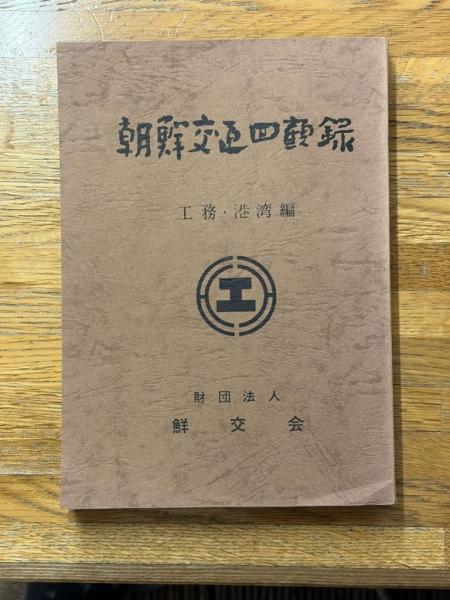 朝鮮交通回顧録
工務・港湾編
工
財団法人
鮮交会